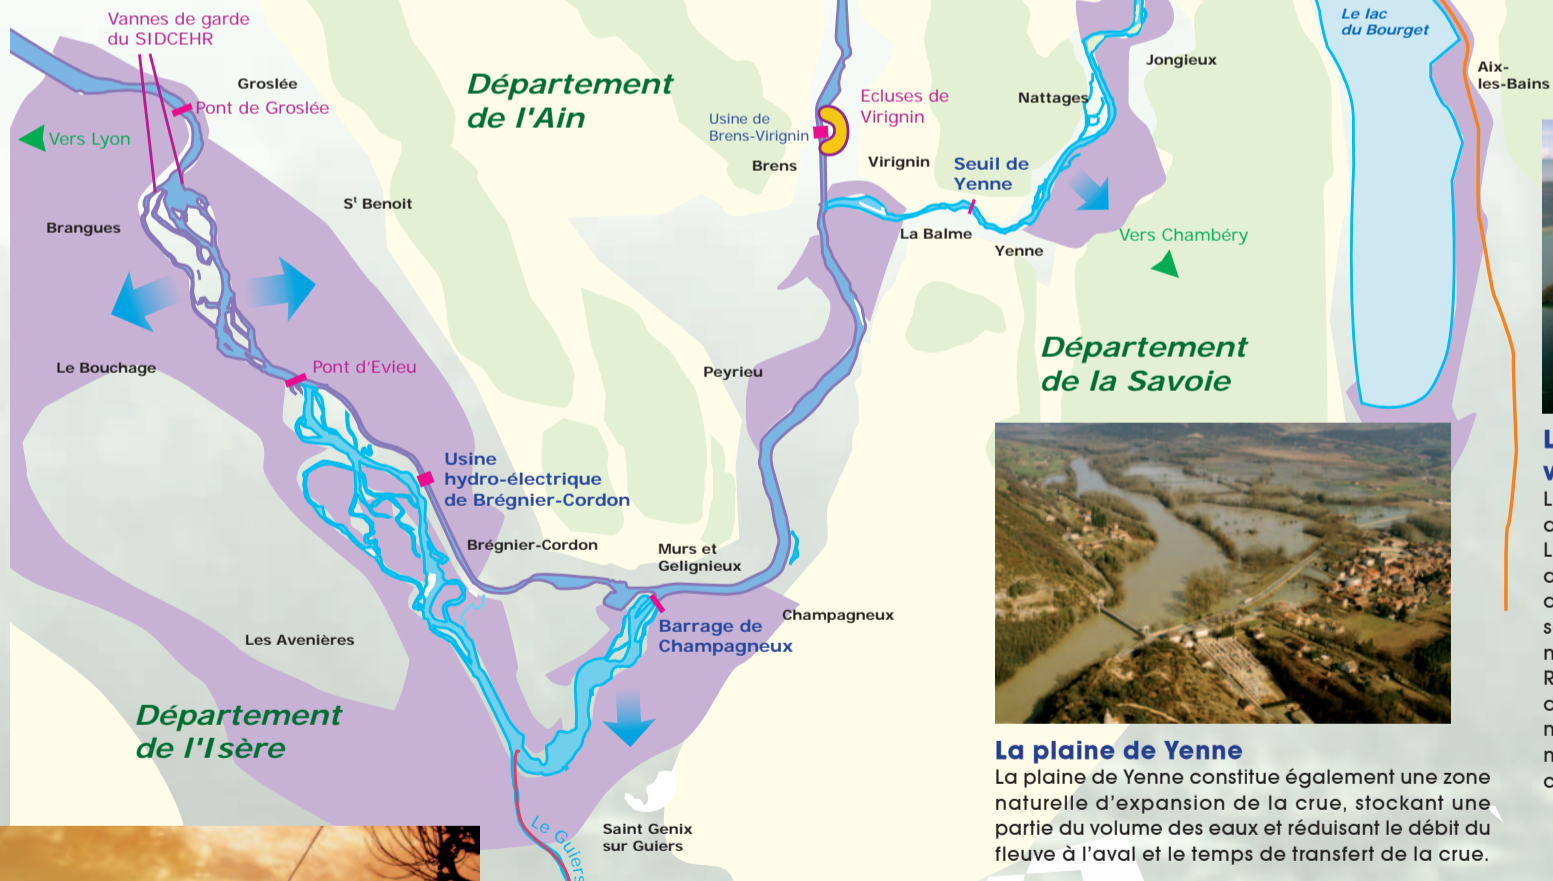 Vannes de garde
du SIDCEHR
Groslée
Pont de Groslée
Vers Lyon
Département
de l'Ain
Usine de
Brens-Virignin
Ecluses de
Virignin
Brens
Virignin
Seuil de
Yenne
Nattages
Jongieux
Le lac
du Bourget
Aix-
les-Bains
St Benoit
Brangues
La Balme
Yenne
Vers Chambéry
Le Bouchage
Pont d'Evieu
Peyrieu
Département
de la Savoie
Usine
hydro-électrique
de Brégnier-Cordon
Brégnier-Cordon
Murs et
Gelignieux
Champagneux
Barrage de
Champagneux
Les Avenières
Département
de l'Isère
Le Guiers
Saint Genix
sur Guiers
La plaine de Yenne
La plaine de Yenne constitue également une zone
naturelle d'expansion de la crue, stockant une
partie du volume des eaux et réduisant le débit du
fleuve à l'aval et le temps de transfert de la crue.